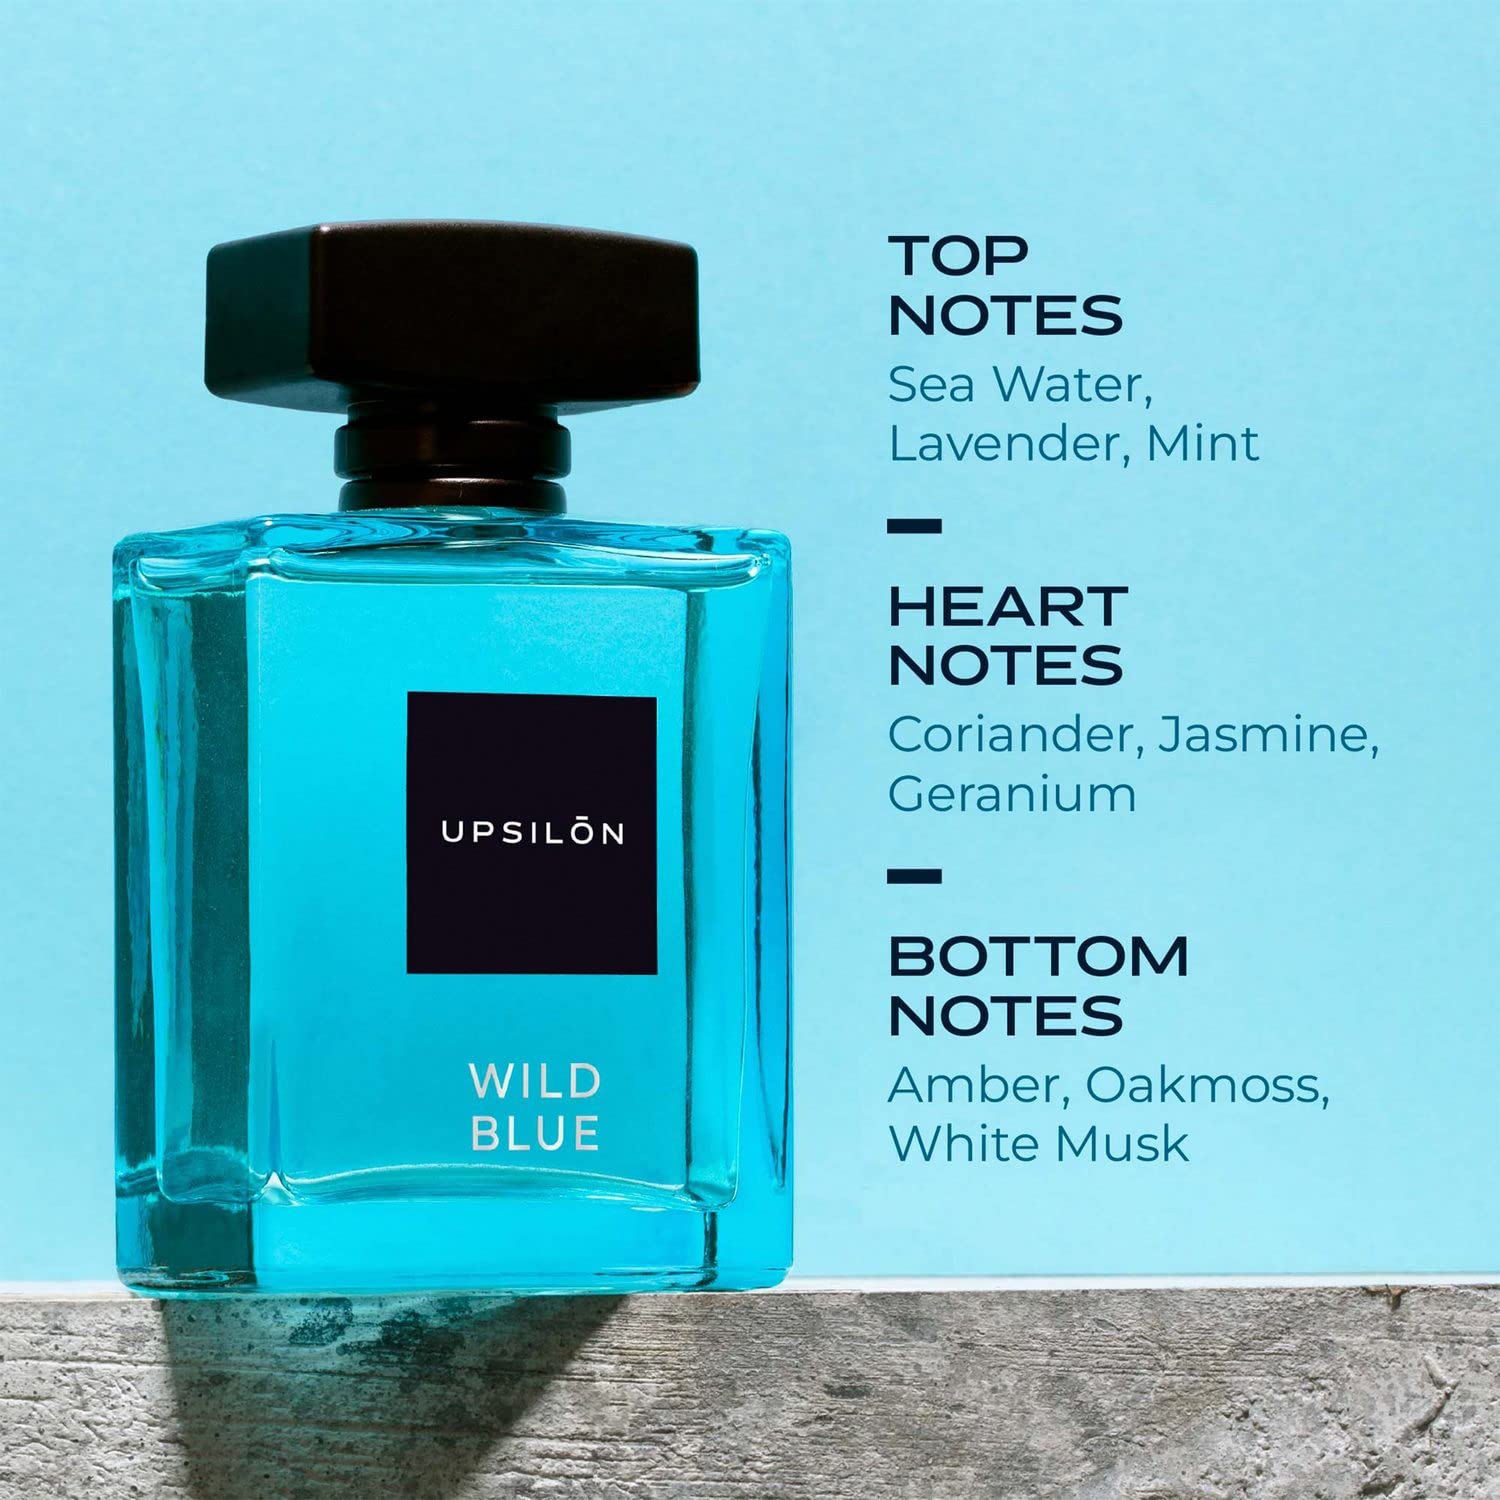 UPSILŌN
WILD
BLUE
TOP
NOTES
Sea Water,
Lavender, Mint
HEART
NOTES
Coriander, Jasmine,
Geranium
BOTTOM
NOTES
Amber, Oakmoss,
White Musk